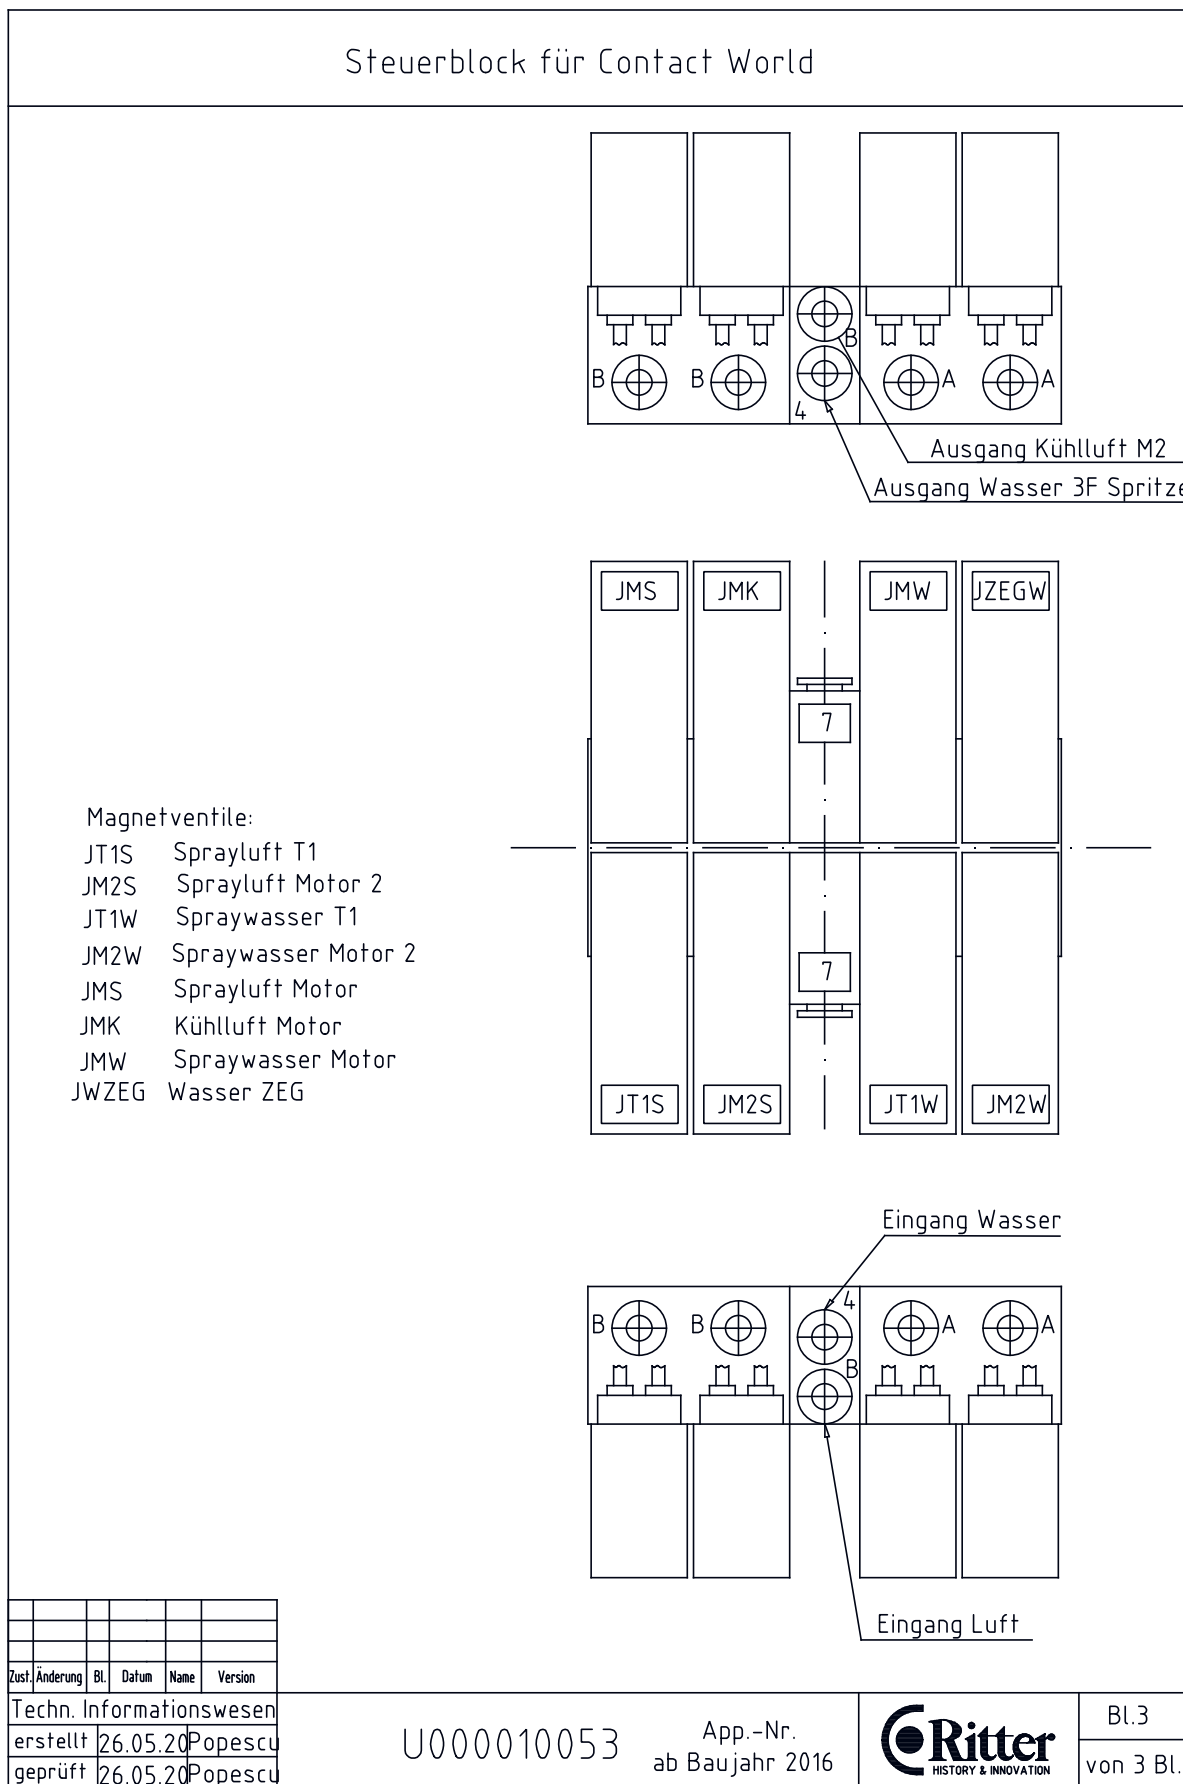 Steuerblock für Contact World
B
B
B
4
A
A
Ausgang Kühlluft M2
Ausgang Wasser 3F Spritze
JMS JMK JMW JZEGW
7
Magnetventile:
JT1S Sprayluft T1
JM2S Sprayluft Motor 2
JT1W Spraywasser T1
JM2W Spraywasser Motor 2
JMS Sprayluft Motor
JMK Kühlluft Motor
JMW Spraywasser Motor
JWZEG Wasser ZEG
7
JT1S JM2S JT1W JM2W
Eingang Wasser
B
B
4
B
A
A
Eingang Luft
Zust. Änderung Bl. Datum Name Version
Techn. Informationswesen
erstellt 26.05.20 Popescu
geprüft 26.05.20 Popescu
U000010053
App.-Nr.
ab Baujahr 2016
Ritter
HISTORY & INNOVATION
Bl.3
von 3 Bl.